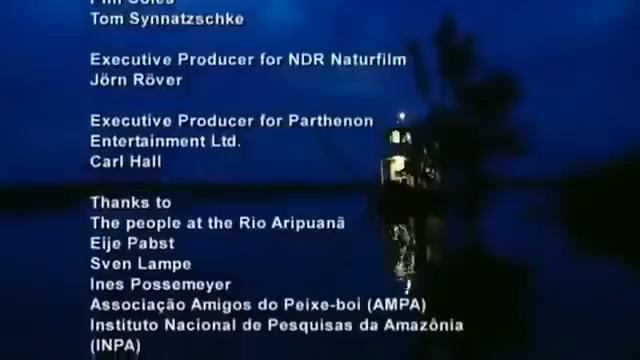 Tom Synnatzschke
Executive Producer for NDR Naturfilm
Jörn Röver
Executive Producer for Parthenon
Entertainment Ltd.
Carl Hall
Thanks to
The people at the Rio Aripuanã
Eije Pabst
Sven Lampe
Ines Possemeyer
Associação Amigos do Peixe-boi (AMPA)
Instituto Nacional de Pesquisas da Amazônia
(INPA)